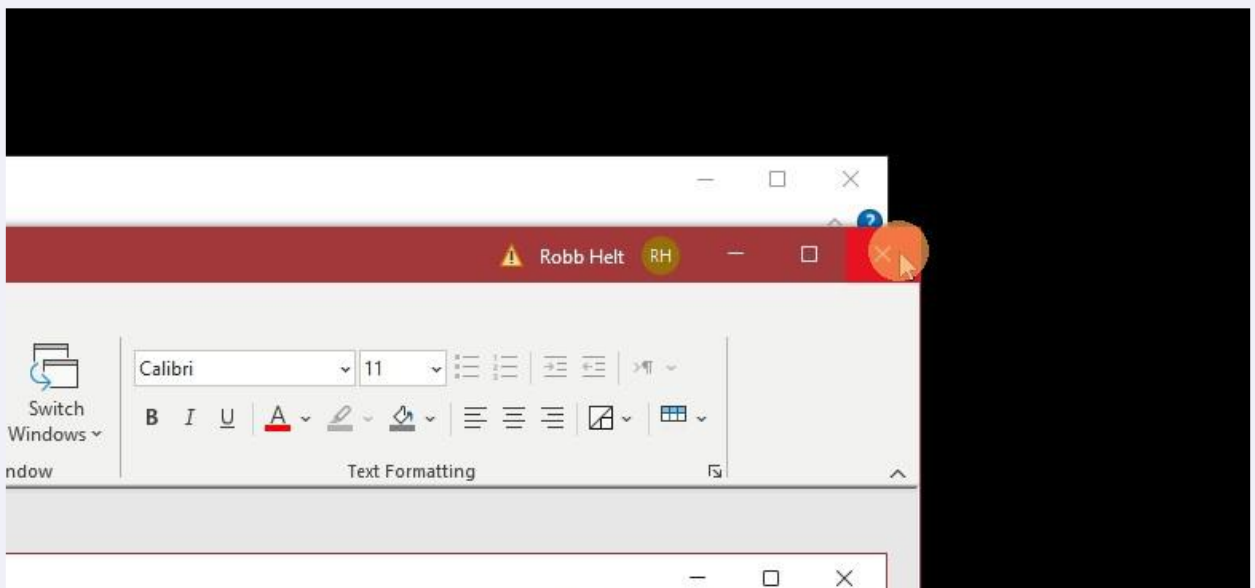 ?
Robb Helt RH
Calibri 11
Switch
Windows
B I U A
ndow Text Formatting